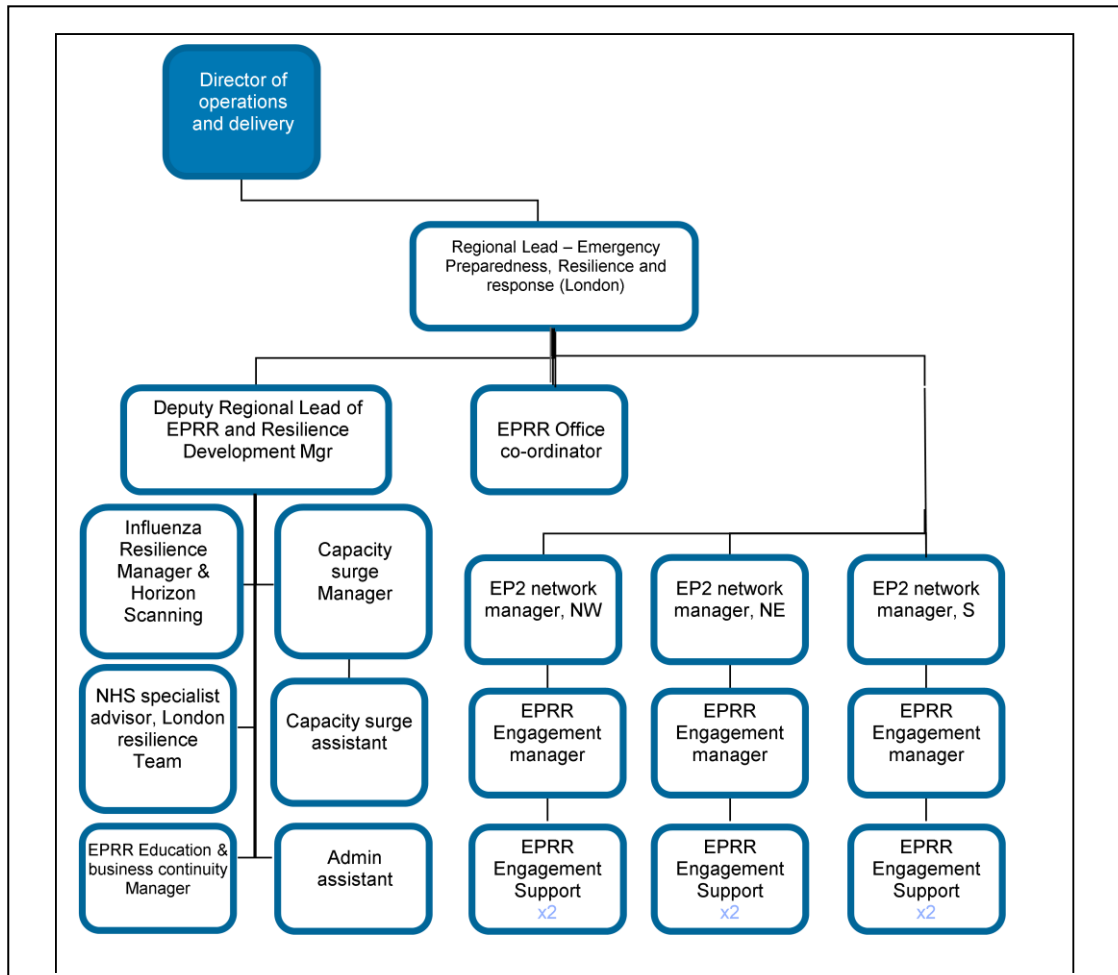 Director of
operations
and delivery
Regional Lead – Emergency
Preparedness, Resilience and
response (London)
Deputy Regional Lead of
EPRR and Resilience
Development Mgr
EPRR Office
co-ordinator
Influenza
Resilience
Manager &
Horizon
Scanning
Capacity
surge
Manager
EP2 network
manager, NW
EP2 network
manager, NE
EP2 network
manager, S
NHS specialist
advisor, London
resilience
Team
Capacity surge
assistant
EPRR
Engagement
manager
EPRR
Engagement
manager
EPRR
Engagement
manager
EPRR Education &
business continuity
Manager
Admin
assistant
EPRR
Engagement
Support
x2
EPRR
Engagement
Support
x2
EPRR
Engagement
Support
x2